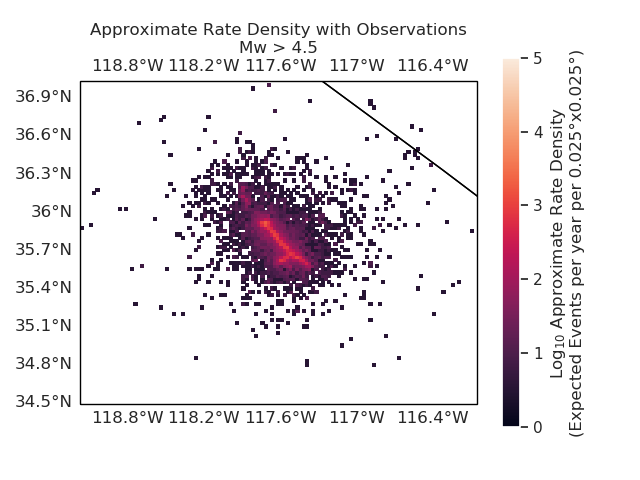 Approximate Rate Density with Observations
Mw > 4.5
118.8°W 118.2°W 117.6°W 117°W 116.4°W
36.9°N
36.6°N
36.3°N
36°N
35.7°N
35.4°N
35.1°N
34.8°N
34.5°N
118.8°W 118.2°W 117.6°W 117°W 116.4°W
5
4
3
2
1
0
Log₁₀ Approximate Rate Density
(Expected Events per year per 0.025°x0.025°)